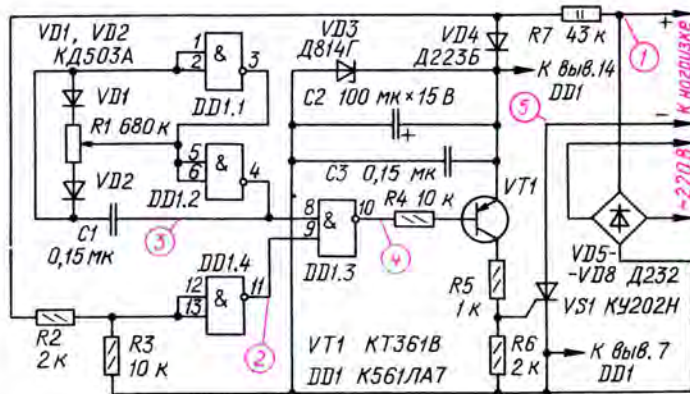 VD1, VD2
КД503А
VD1
R1 680 к
VD2
C1
0,15 мк
1
2
&
3
DD1.1
5
6
&
4
DD1.2
③
12
13
&
11
DD1.4
②
R2
2 к
R3
10 к
8
9
&
10
DD1.3
④
R4 10 к
VD3
Д814Г
C2 100 мк × 15 В
+
C3 0,15 мк
VD4
Д223Б
К выв. 14
DD1
VT1
R5
1 к
R6
2 к
VT1 КТ361В
DD1 К561ЛА7
R7 43 к
①
+
⑤
К нагрузке
−
~220 В
VD5-
-VD8 Д232
VS1 КУ202Н
К выв. 7
DD1